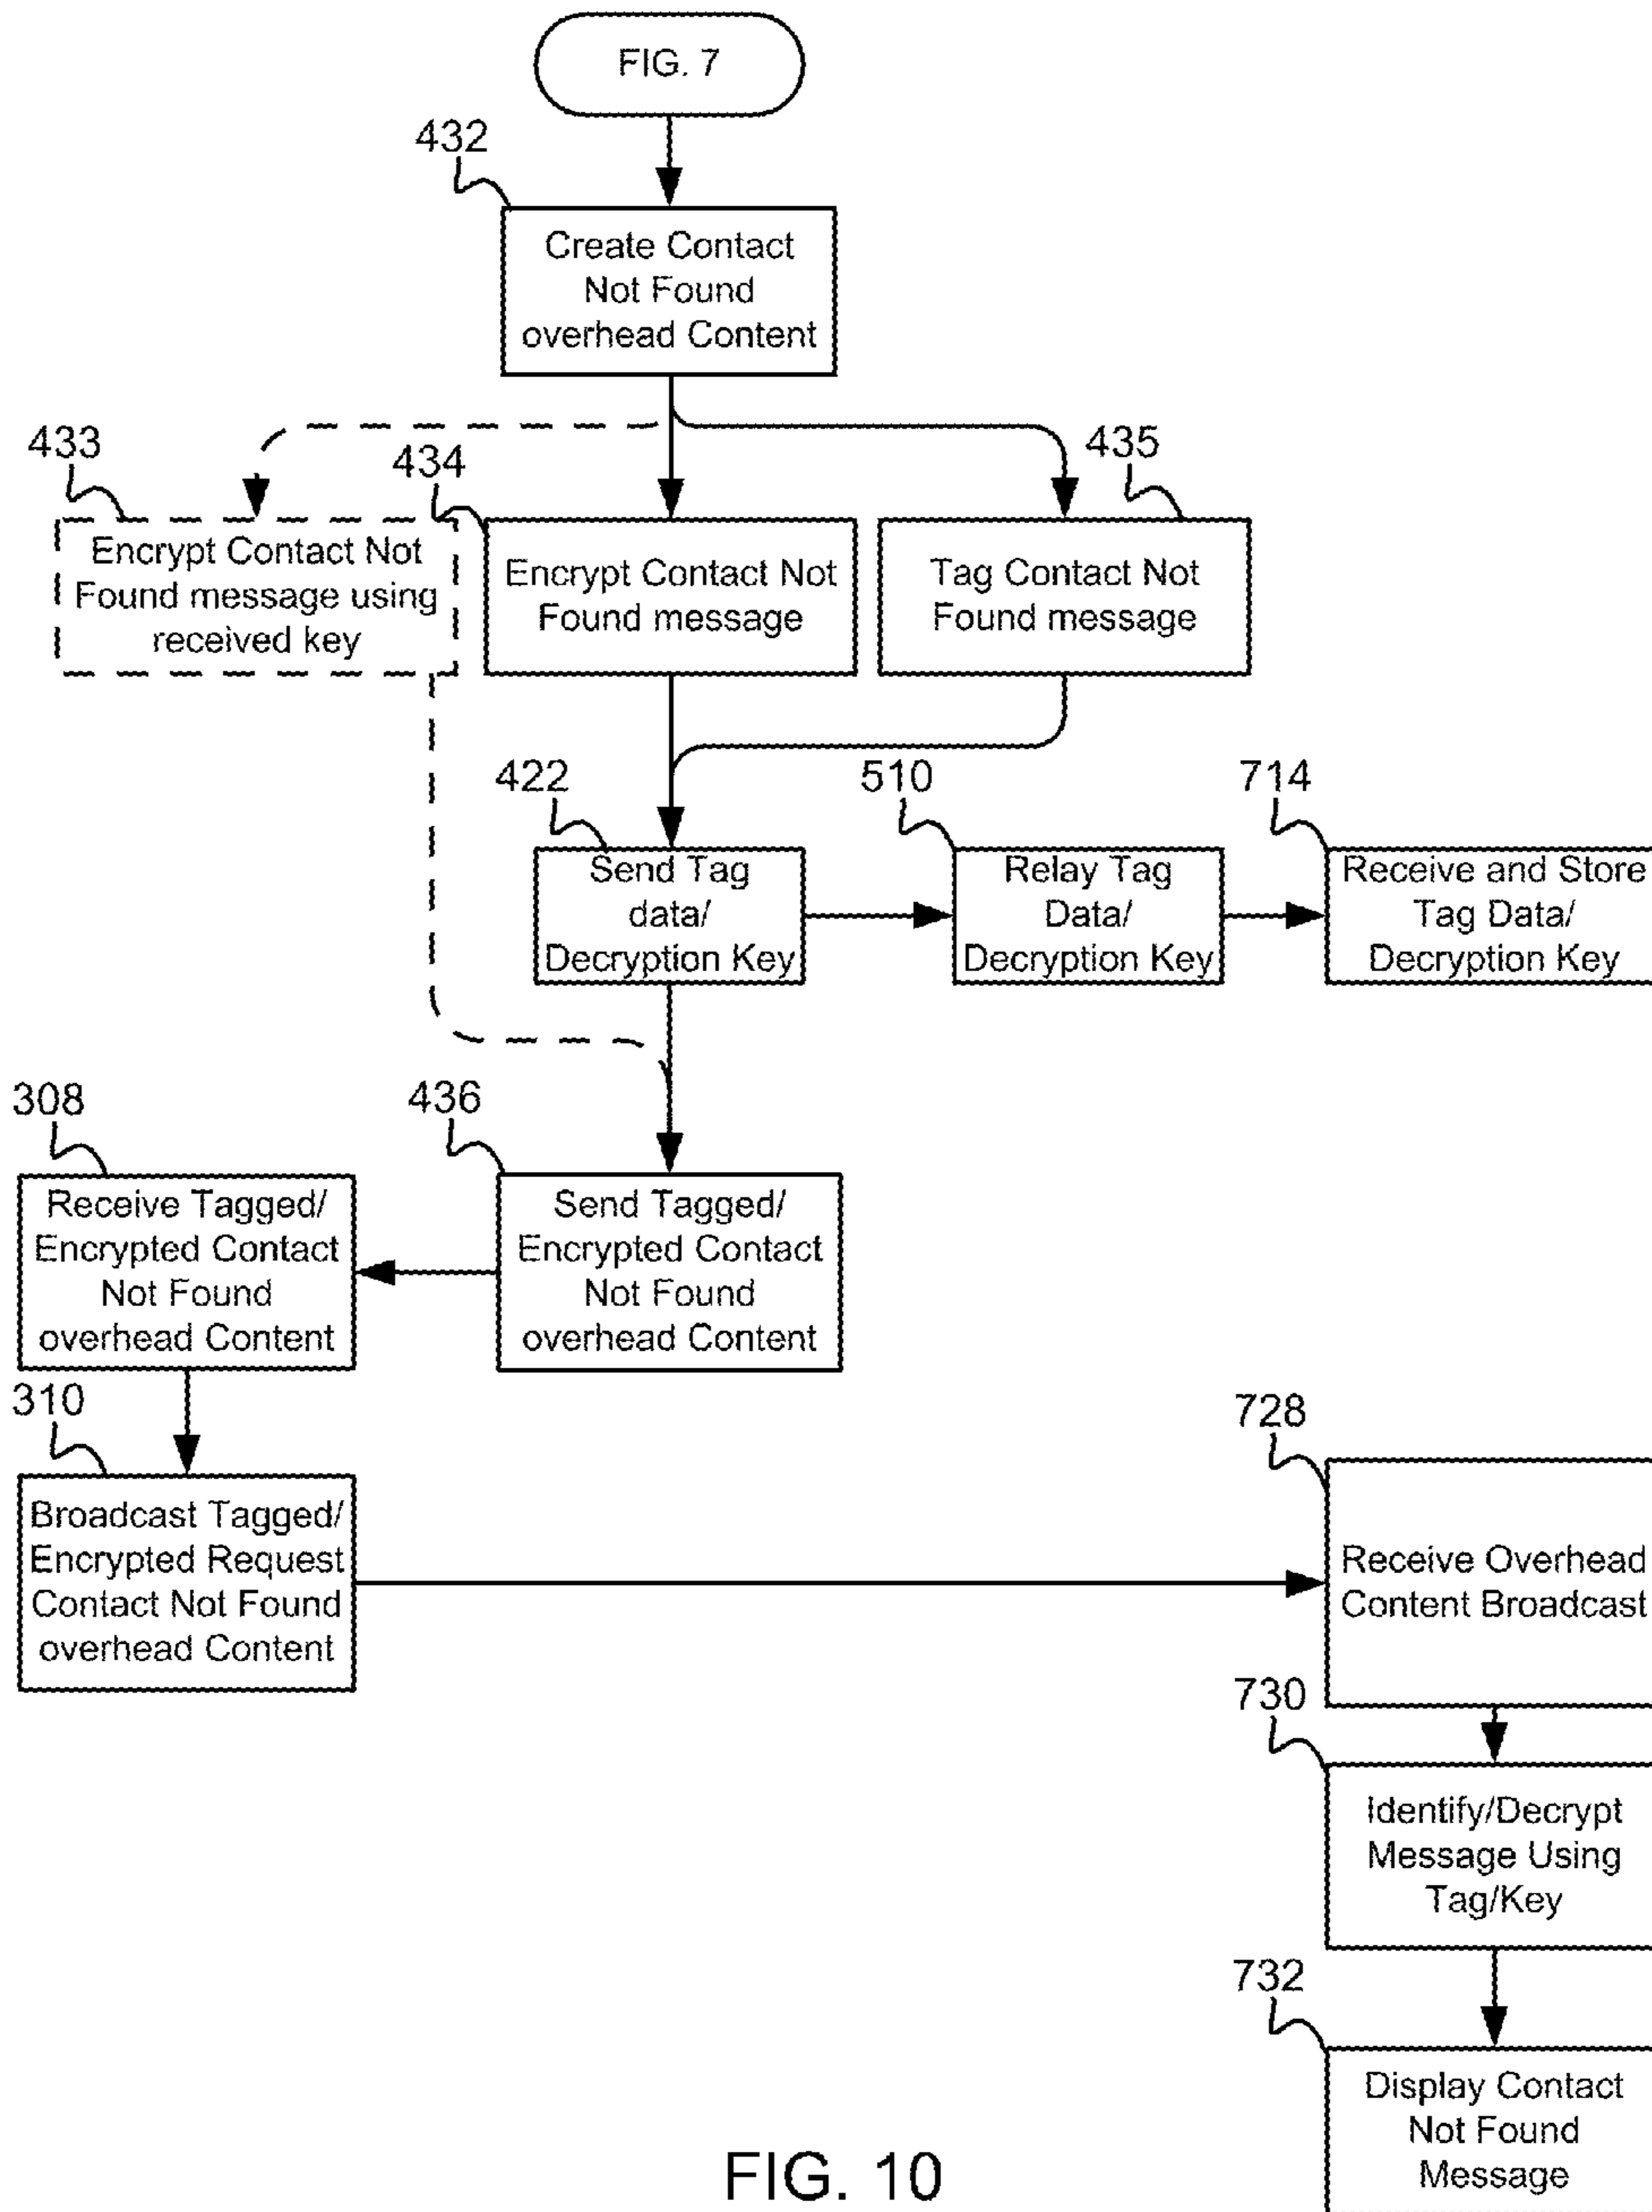 FIG. 7
432
Create Contact
Not Found
overhead Content
433
434
435
Encrypt Contact Not
Found message using
received key
Encrypt Contact Not
Found message
Tag Contact Not
Found message
422
510
714
Send Tag
data/
Decryption Key
Relay Tag
Data/
Decryption Key
Receive and Store
Tag Data/
Decryption Key
308
436
Receive Tagged/
Encrypted Contact
Not Found
overhead Content
Send Tagged/
Encrypted Contact
Not Found
overhead Content
310
728
Broadcast Tagged/
Encrypted Request
Contact Not Found
overhead Content
Receive Overhead
Content Broadcast
730
Identify/Decrypt
Message Using
Tag/Key
732
Display Contact
Not Found
Message
FIG. 10